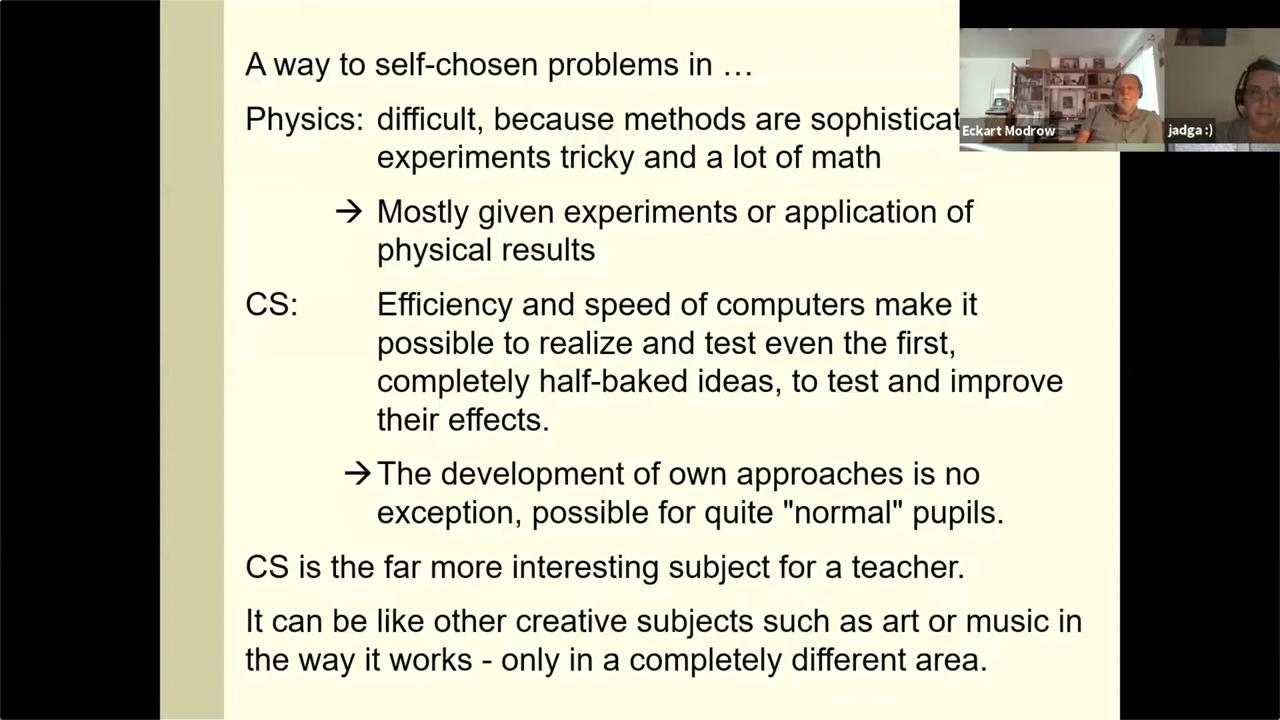 A way to self-chosen problems in …
Physics: difficult, because methods are sophisticat
experiments tricky and a lot of math
→ Mostly given experiments or application of
physical results
CS: Efficiency and speed of computers make it
possible to realize and test even the first,
completely half-baked ideas, to test and improve
their effects.
→ The development of own approaches is no
exception, possible for quite "normal" pupils.
CS is the far more interesting subject for a teacher.
It can be like other creative subjects such as art or music in
the way it works - only in a completely different area.
Eckart Modrow
jadga :)